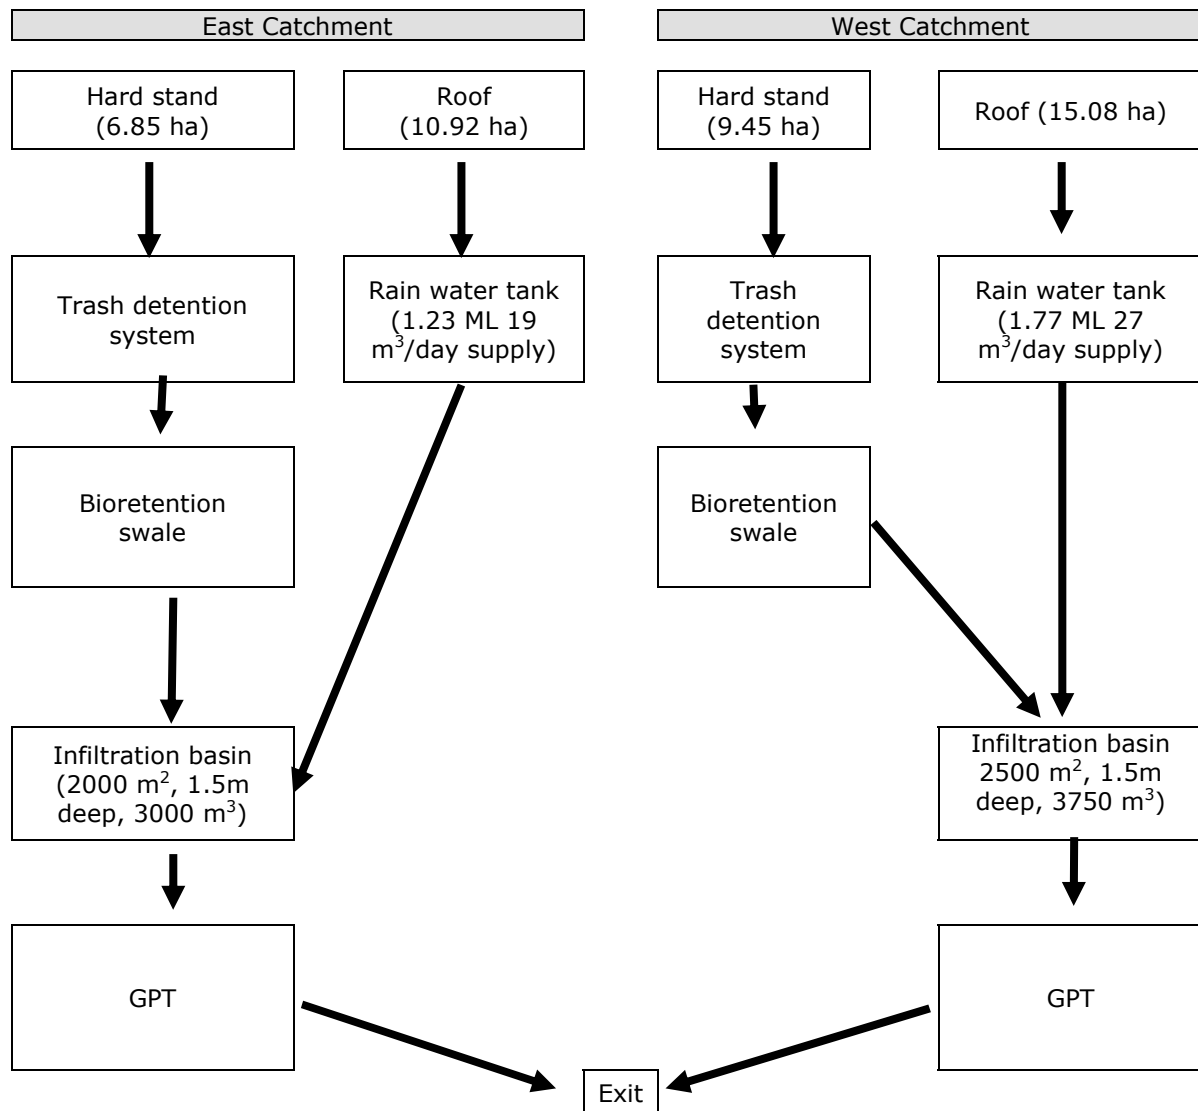 East Catchment
West Catchment
Hard stand
(6.85 ha)
Roof
(10.92 ha)
Hard stand
(9.45 ha)
Roof (15.08 ha)
Trash detention
system
Rain water tank
(1.23 ML 19
m³/day supply)
Trash
detention
system
Rain water tank
(1.77 ML 27
m³/day supply)
Bioretention
swale
Bioretention
swale
Infiltration basin
(2000 m², 1.5m
deep, 3000 m³)
Infiltration basin
2500 m², 1.5m
deep, 3750 m³)
GPT
GPT
Exit